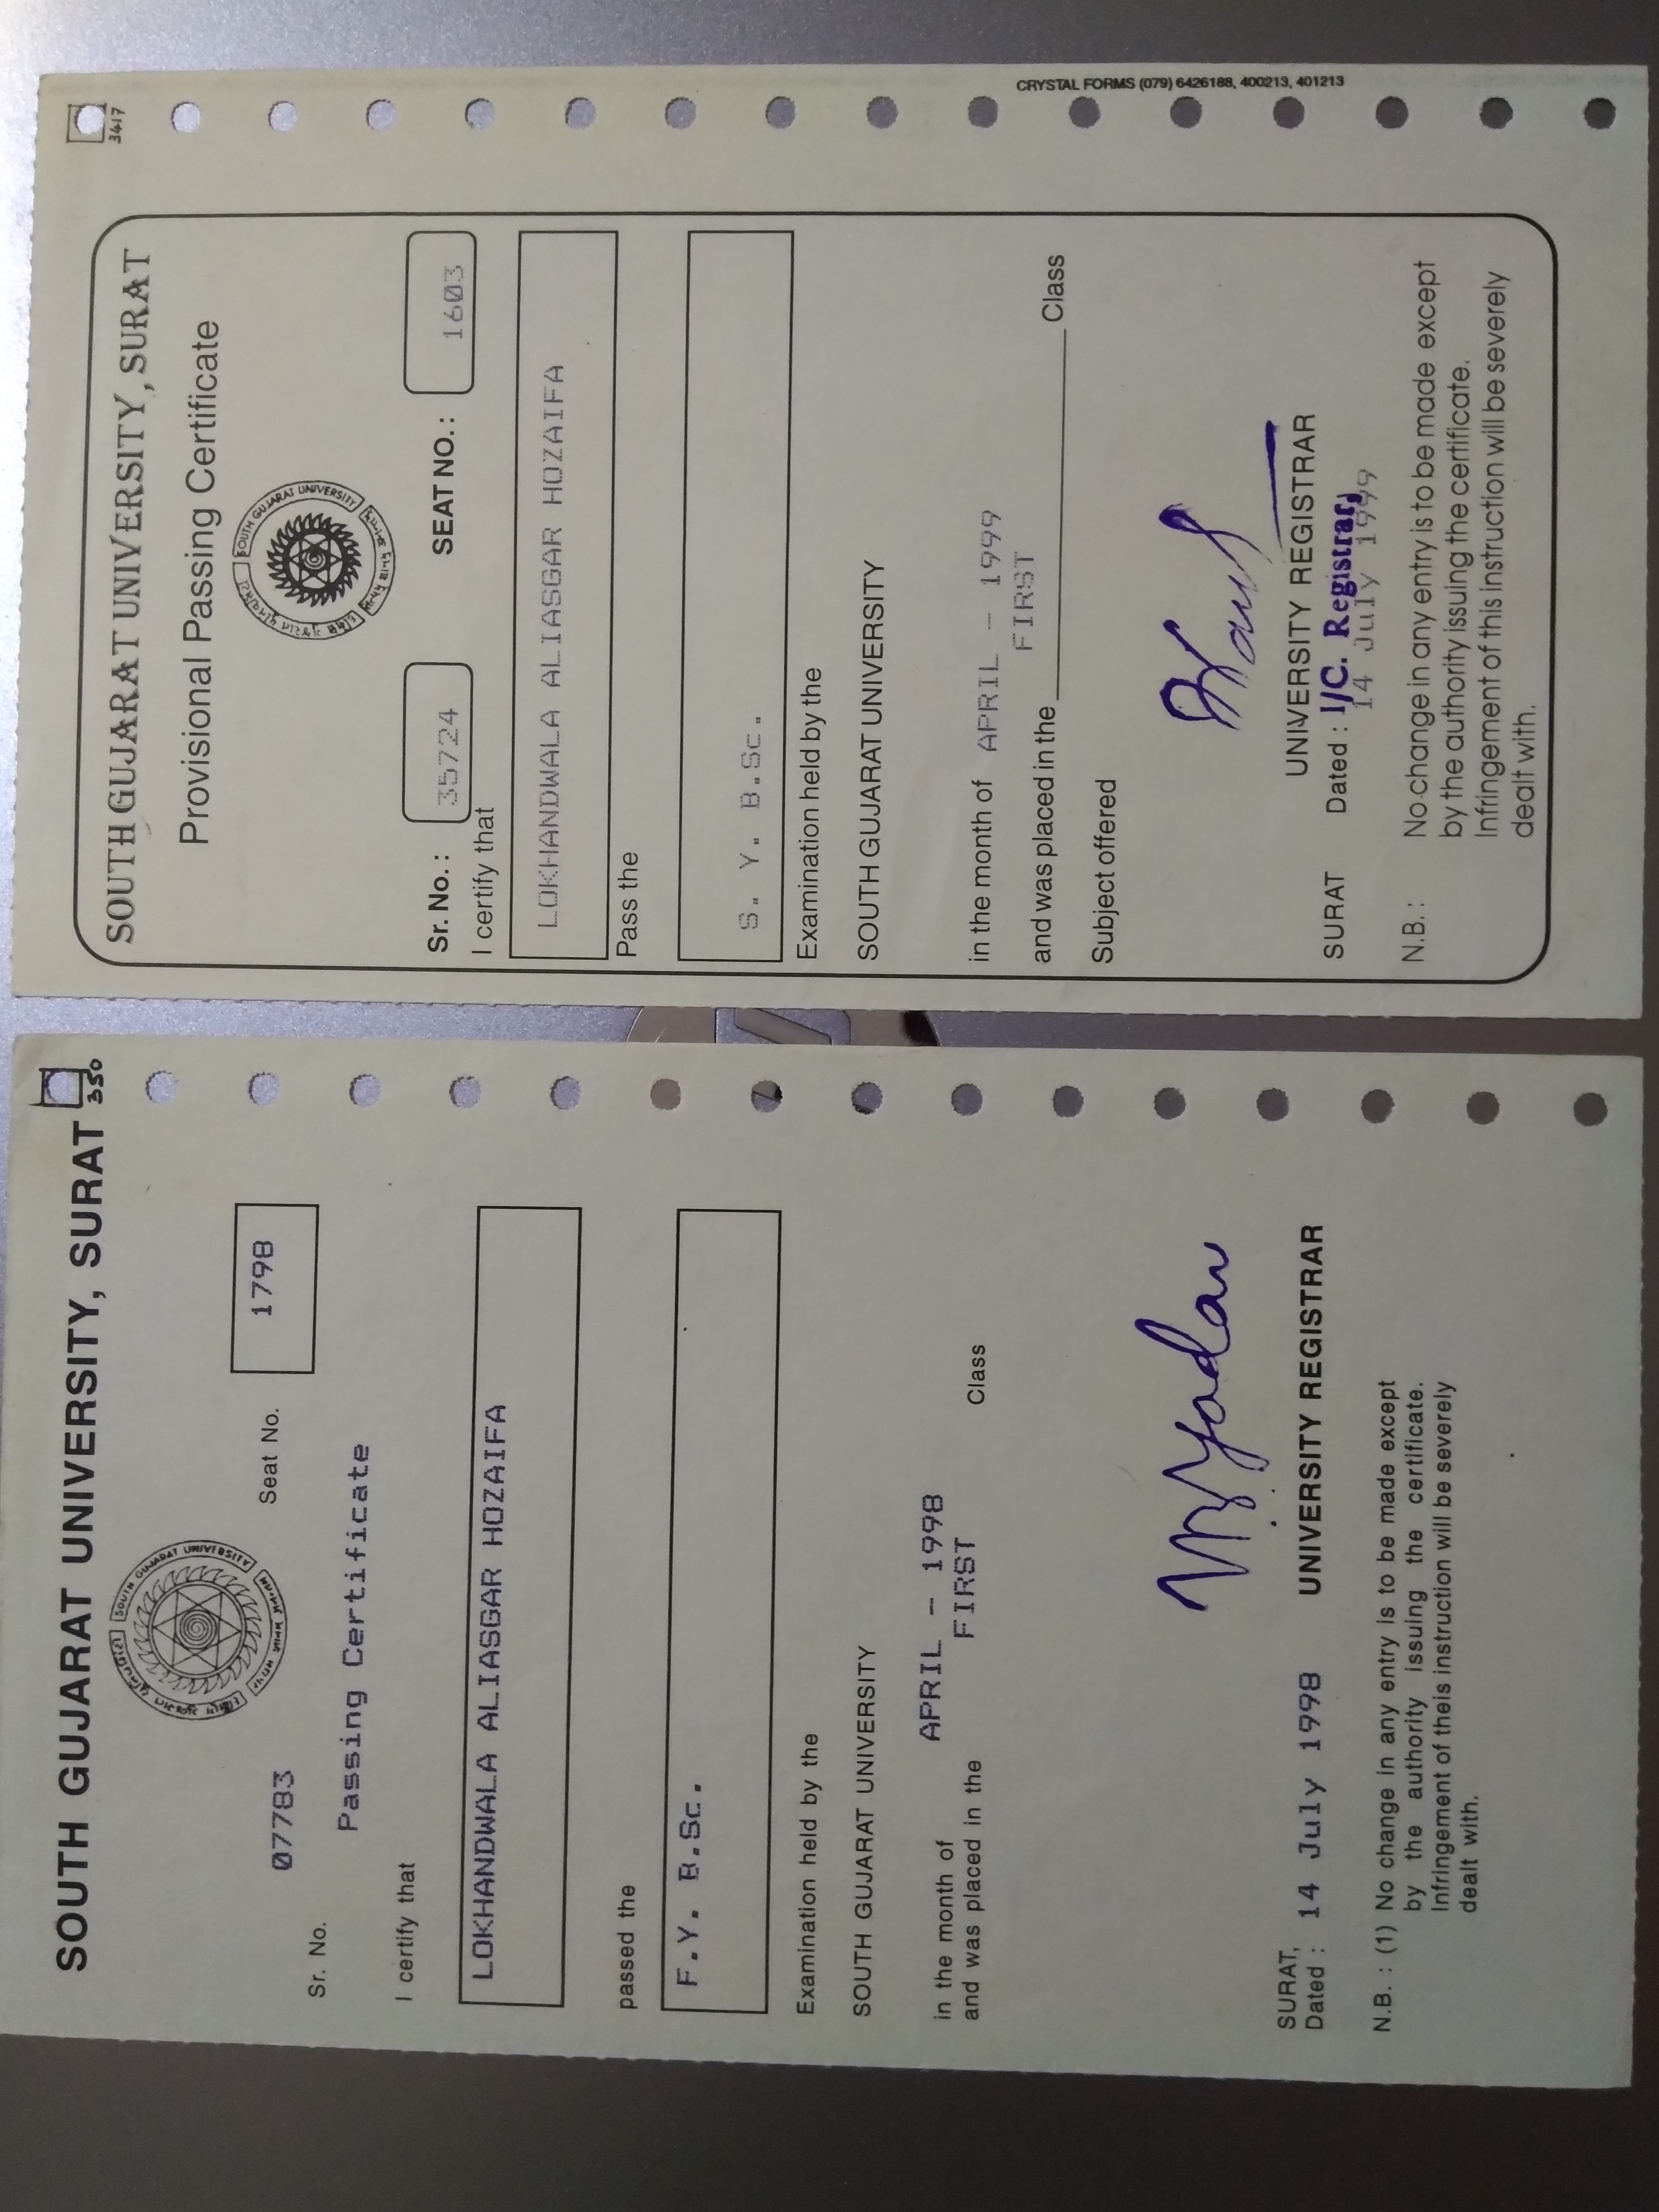 SOUTH GUJARAT UNIVERSITY, SURAT
350
SOUTH GUJARAT UNIVERSITY
Sr. No. 07783
Seat No. 1798
Passing Certificate
I certify that
LOKHANDWALA ALIASGAR HOZAIFA
passed the
F.Y. B.Sc.
Examination held by the
SOUTH GUJARAT UNIVERSITY
in the month of APRIL - 1998
and was placed in the FIRST Class
SURAT,
Dated : 14 July 1998 UNIVERSITY REGISTRAR
N.B. : (1) No change in any entry is to be made except
by the authority issuing the certificate.
Infringement of theis instruction will be severely
dealt with.
3417
SOUTH GUJARAT UNIVERSITY, SURAT
Provisional Passing Certificate
SOUTH GUJARAT UNIVERSITY
Sr. No. : 35724 SEAT NO. : 1603
I certify that
LOKHANDWALA ALIASGAR HOZAIFA
Pass the
S. Y. B.Sc.
Examination held by the
SOUTH GUJARAT UNIVERSITY
in the month of APRIL - 1999
and was placed in the FIRST Class
Subject offered
UNIVERSITY REGISTRAR
SURAT Dated : I/C. Registrar,
14 July 1999
N.B. : No change in any entry is to be made except
by the authority issuing the certificate.
Infringement of this instruction will be severely
dealt with.
CRYSTAL FORMS (079) 6426188, 400213, 401213